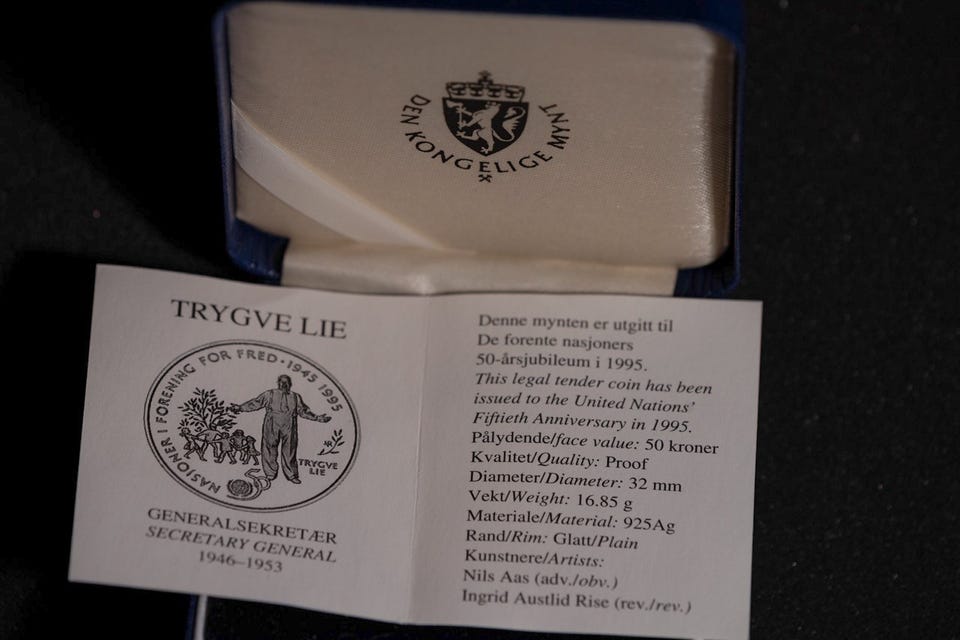 DEN KONGELIGE MYNT
TRYGVE LIE
NASJONER I FORENING FOR FRED · 1945 1995
TRYGVE
LIE
GENERALSEKRETÆR
SECRETARY GENERAL
1946–1953
Denne mynten er utgitt til
De forente nasjoners
50-årsjubileum i 1995.
This legal tender coin has been
issued to the United Nations'
Fiftieth Anniversary in 1995.
Pålydende/face value: 50 kroner
Kvalitet/Quality: Proof
Diameter/Diameter: 32 mm
Vekt/Weight: 16.85 g
Materiale/Material: 925Ag
Rand/Rim: Glatt/Plain
Kunstnere/Artists:
Nils Aas (adv./obv.)
Ingrid Austlid Rise (rev./rev.)